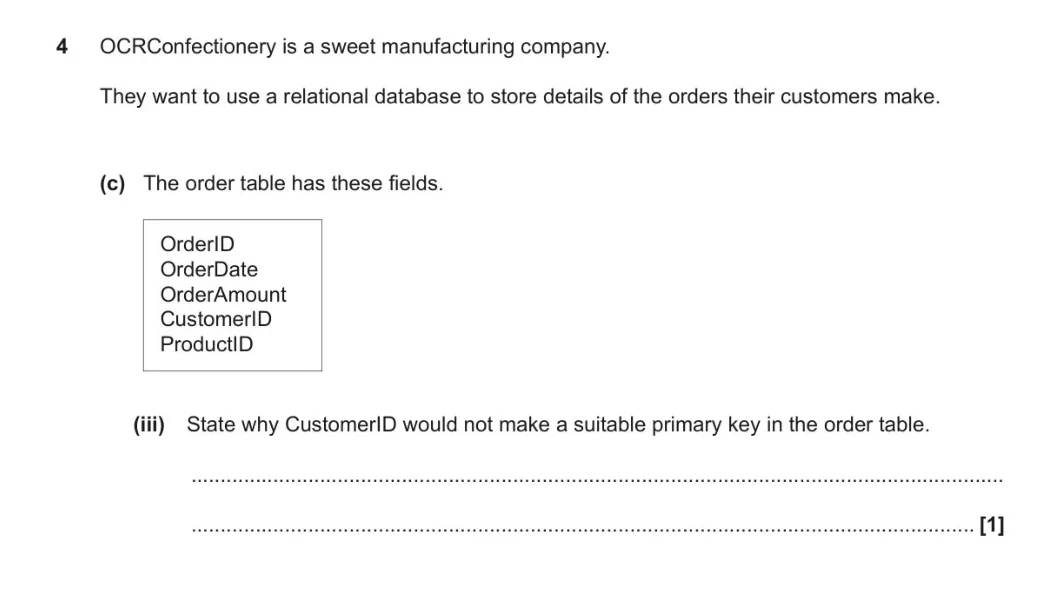 4 OCRConfectionery is a sweet manufacturing company.
They want to use a relational database to store details of the orders their customers make.
(c) The order table has these fields.
OrderID
OrderDate
OrderAmount
CustomerID
ProductID
(iii) State why CustomerID would not make a suitable primary key in the order table.
[1]